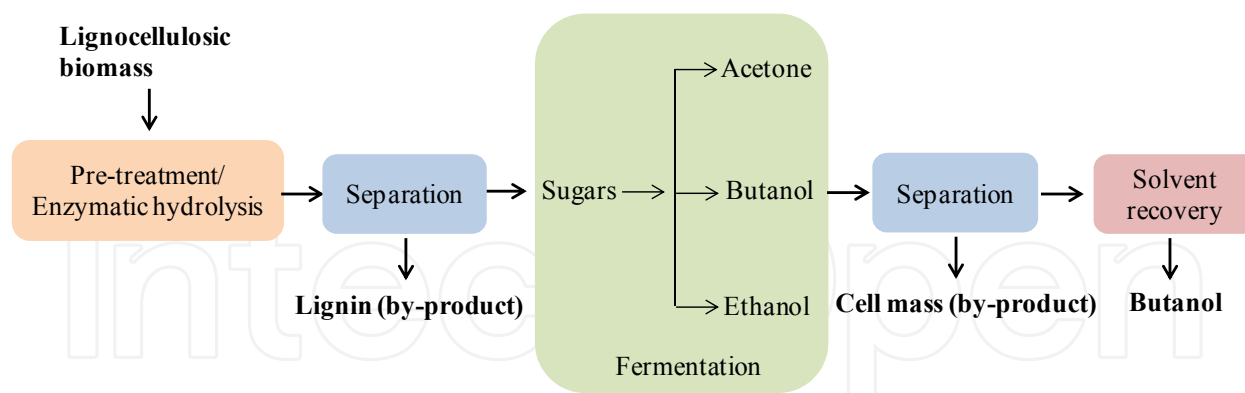 Lignocellulosic
biomass
Pre-treatment/
Enzymatic hydrolysis
Separation
Lignin (by-product)
Sugars
Acetone
Butanol
Ethanol
Fermentation
Separation
Cell mass (by-product)
Solvent
recovery
Butanol
IntechOpen